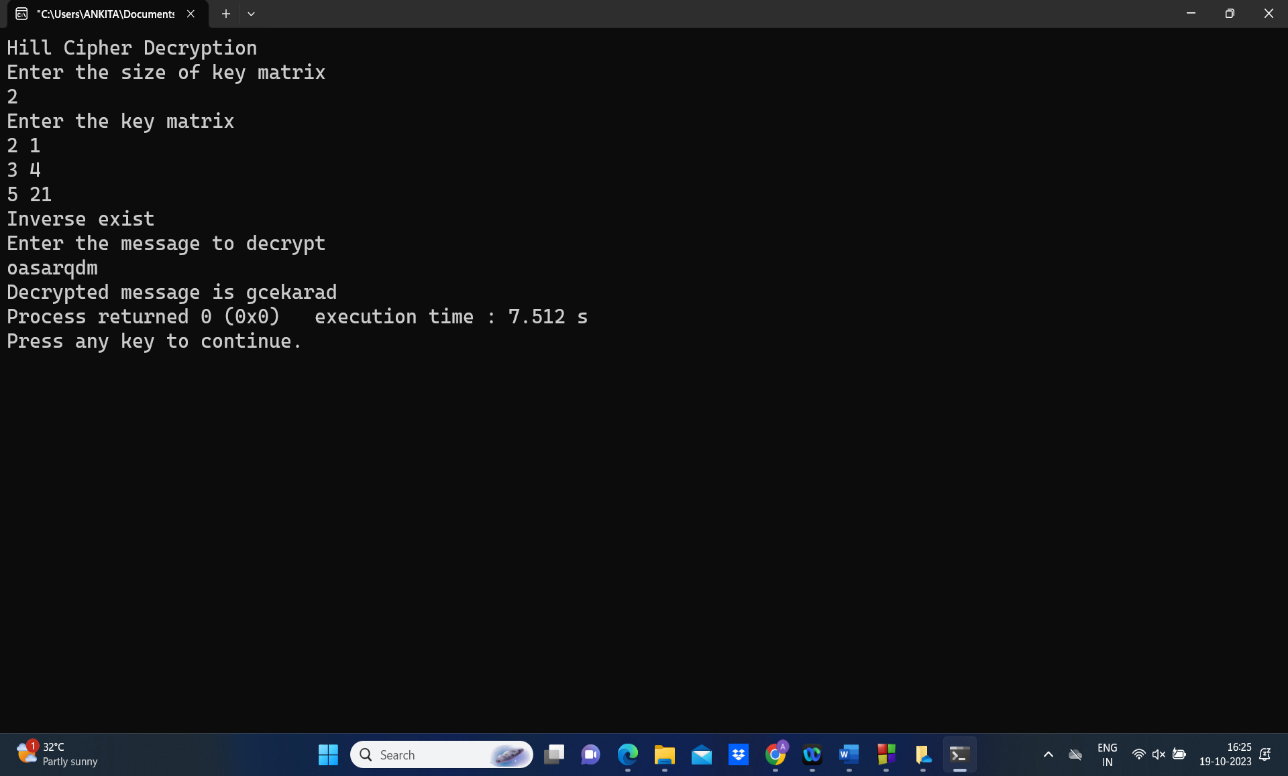 "C:\Users\ANKITA\Documents
Hill Cipher Decryption
Enter the size of key matrix
2
Enter the key matrix
2 1
3 4
5 21
Inverse exist
Enter the message to decrypt
oasarqdm
Decrypted message is gcekarad
Process returned 0 (0x0)   execution time : 7.512 s
Press any key to continue.
1
32°C
Partly sunny
Search
A
W
ENG
IN
16:25
19-10-2023